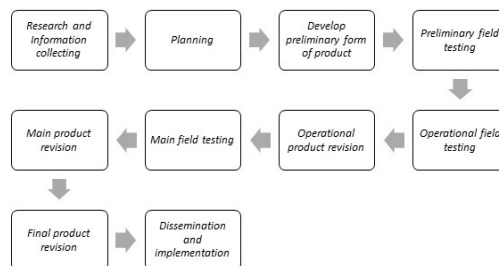 Research and
Information
collecting
Planning
Develop
preliminary form
of product
Preliminary field
testing
Operational field
testing
Operational
product revision
Main field testing
Main product
revision
Final product
revision
Dissemination
and
implementation